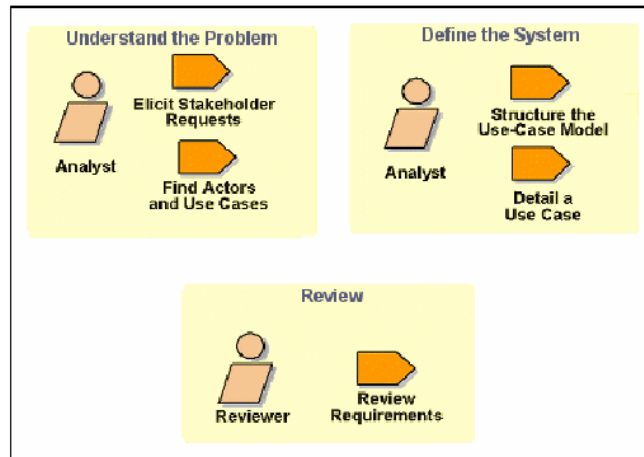 Understand the Problem
Elicit Stakeholder
Requests
Analyst
Find Actors
and Use Cases
Define the System
Structure the
Use-Case Model
Analyst
Detail a
Use Case
Review
Reviewer
Review
Requirements